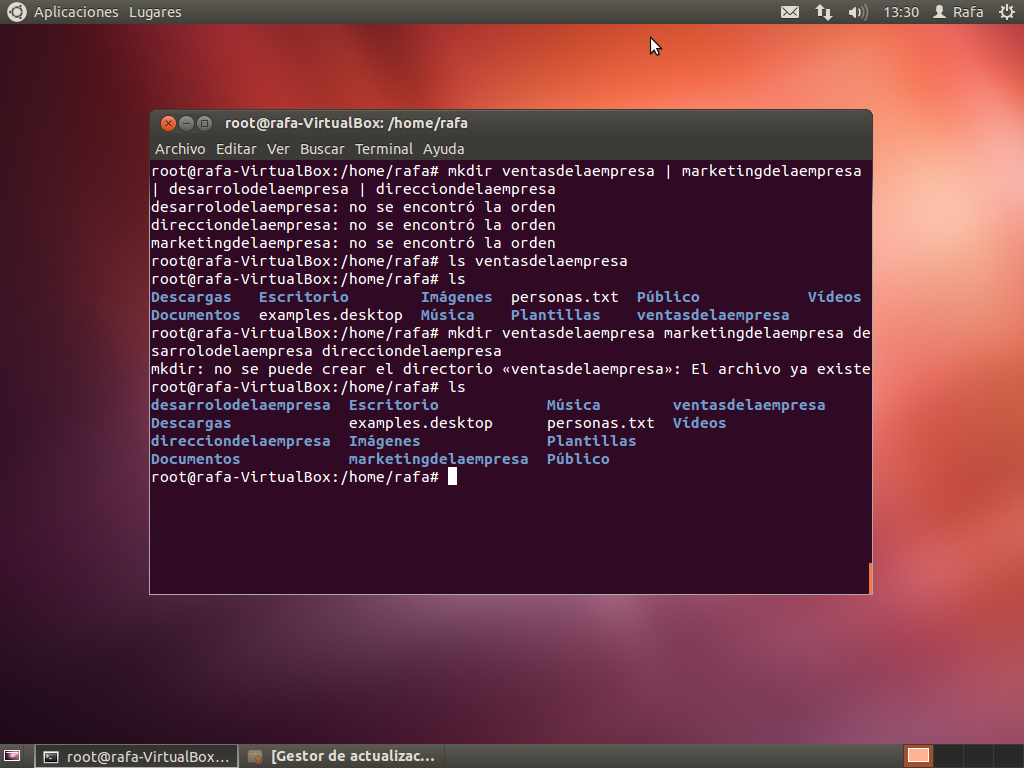 Aplicaciones Lugares 13:30 Rafa
root@rafa-VirtualBox: /home/rafa
Archivo Editar Ver Buscar Terminal Ayuda
root@rafa-VirtualBox:/home/rafa# mkdir ventasdelaempresa | marketingdelaempresa
| desarrolodelaempresa | direcciondelaempresa
desarrolodelaempresa: no se encontró la orden
direcciondelaempresa: no se encontró la orden
marketingdelaempresa: no se encontró la orden
root@rafa-VirtualBox:/home/rafa# ls ventasdelaempresa
root@rafa-VirtualBox:/home/rafa# ls
Descargas Escritorio Imágenes personas.txt Público Vídeos
Documentos examples.desktop Música Plantillas ventasdelaempresa
root@rafa-VirtualBox:/home/rafa# mkdir ventasdelaempresa marketingdelaempresa de
sarrolodelaempresa direcciondelaempresa
mkdir: no se puede crear el directorio «ventasdelaempresa»: El archivo ya existe
root@rafa-VirtualBox:/home/rafa# ls
desarrolodelaempresa Escritorio Música ventasdelaempresa
Descargas examples.desktop personas.txt Vídeos
direcciondelaempresa Imágenes Plantillas
Documentos marketingdelaempresa Público
root@rafa-VirtualBox:/home/rafa#
root@rafa-VirtualBox... [Gestor de actualizac...